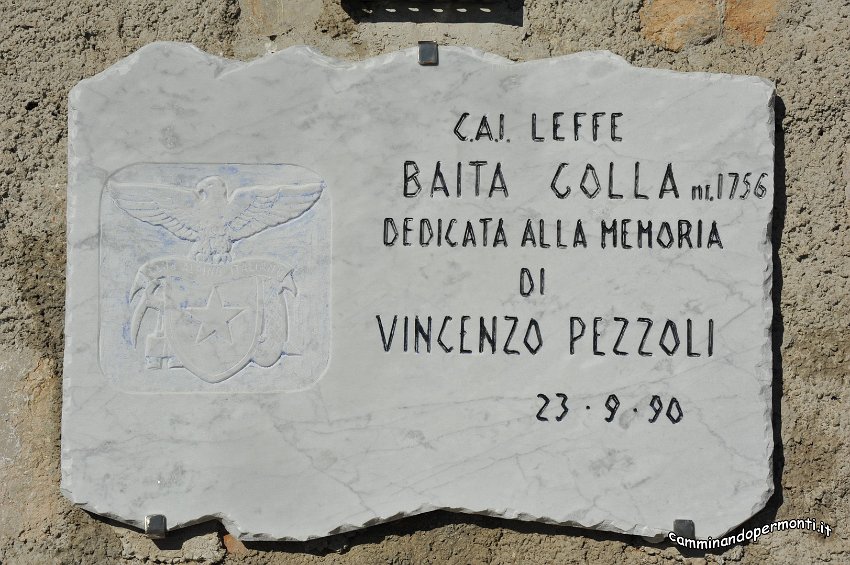 C.A.I. LEFFE
BAITA GOLLA mt.1756
DEDICATA ALLA MEMORIA
DI
VINCENZO PEZZOLI
23 · 9 · 90
camminandopermonti.it